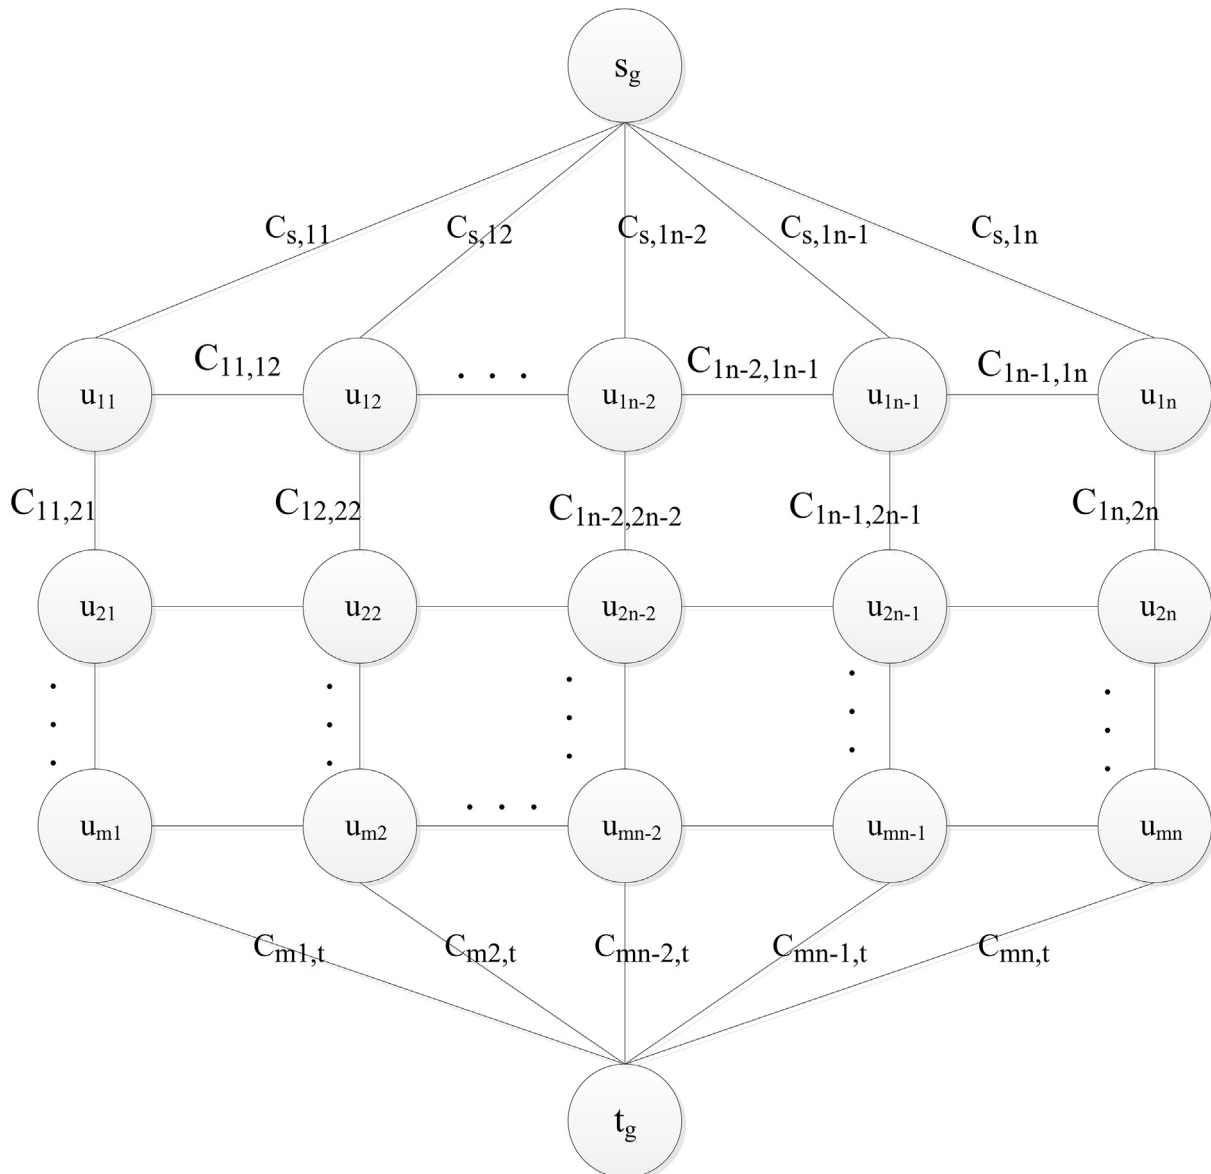 s_g
C_s,11 C_s,12 C_s,1n-2 C_s,1n-1 C_s,1n
C_11,12 . . . C_1n-2,1n-1 C_1n-1,1n
u_11 u_12 u_1n-2 u_1n-1 u_1n
C_11,21 C_12,22 C_1n-2,2n-2 C_1n-1,2n-1 C_1n,2n
u_21 u_22 u_2n-2 u_2n-1 u_2n
. . .
u_m1 u_m2 u_mn-2 u_mn-1 u_mn
C_m1,t C_m2,t C_mn-2,t C_mn-1,t C_mn,t
t_g